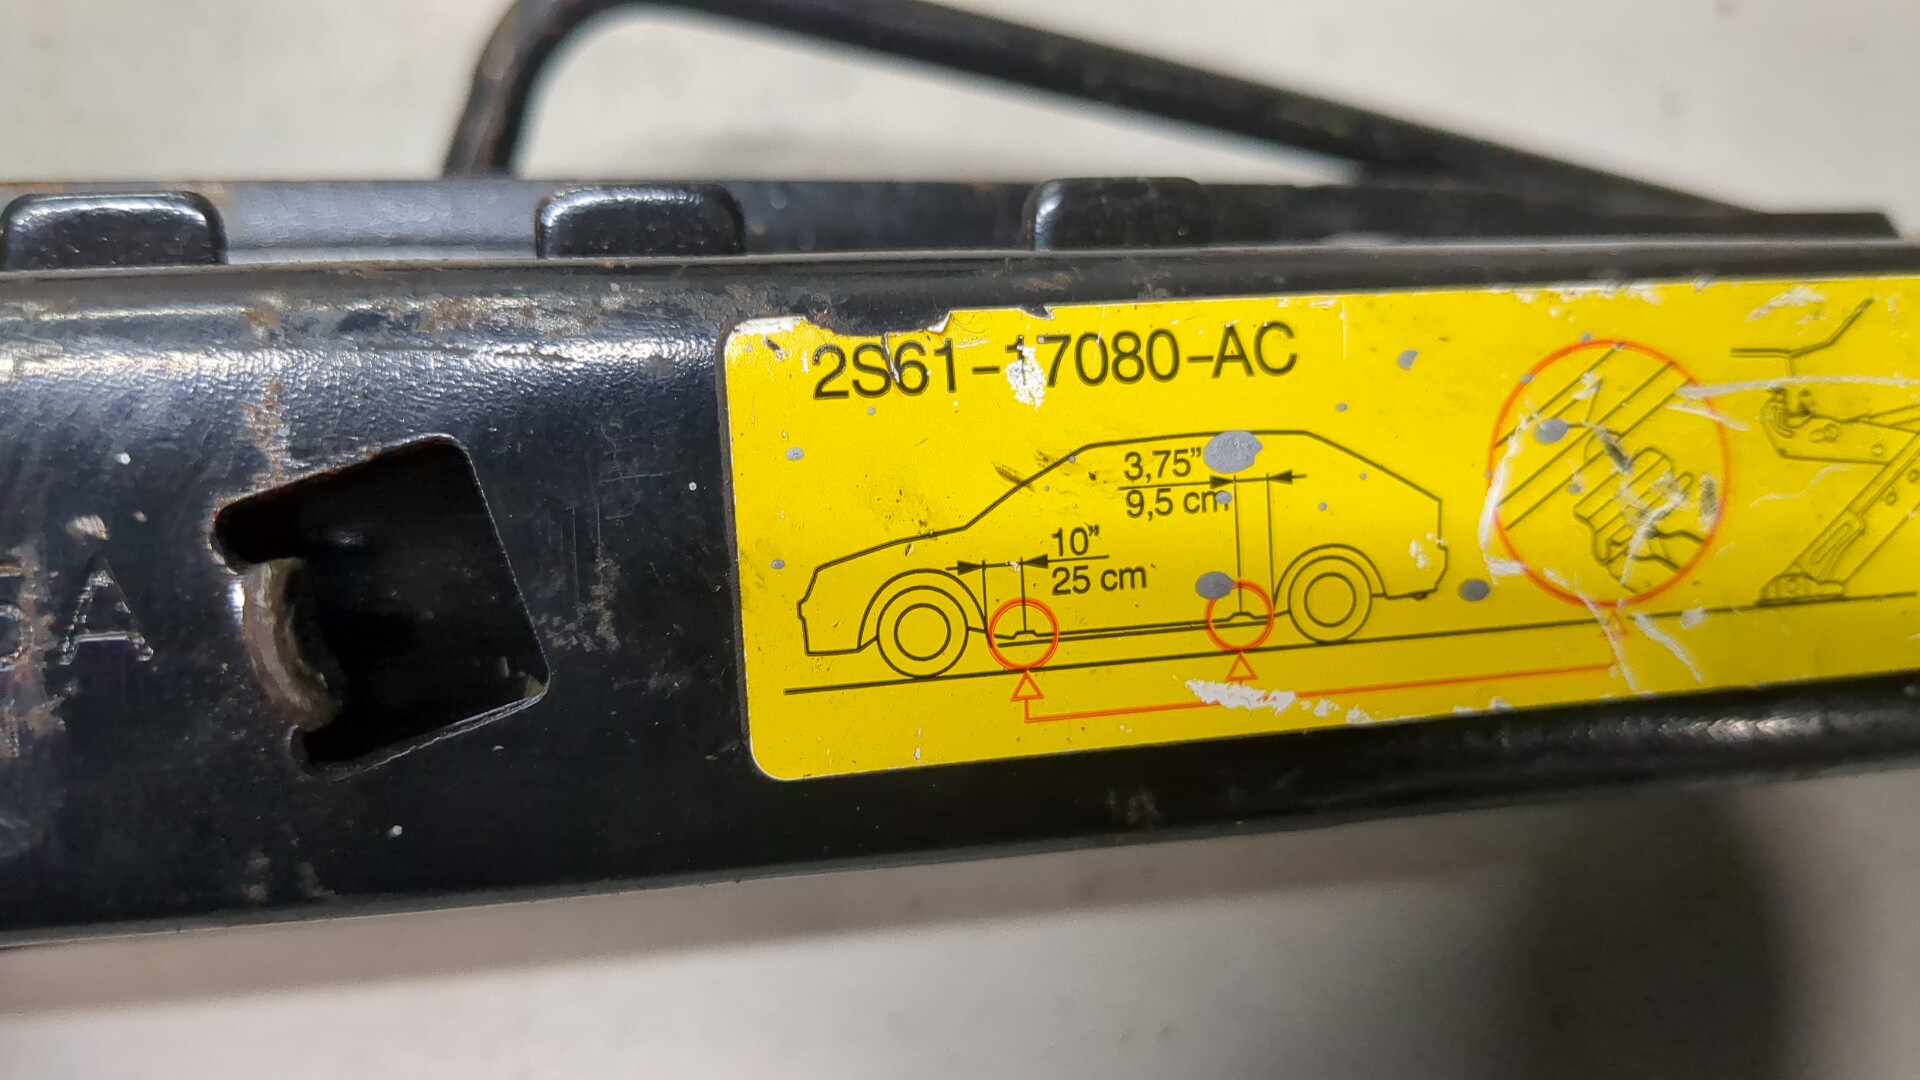 2S61-17080-AC
3,75”
9,5 cm
10”
25 cm